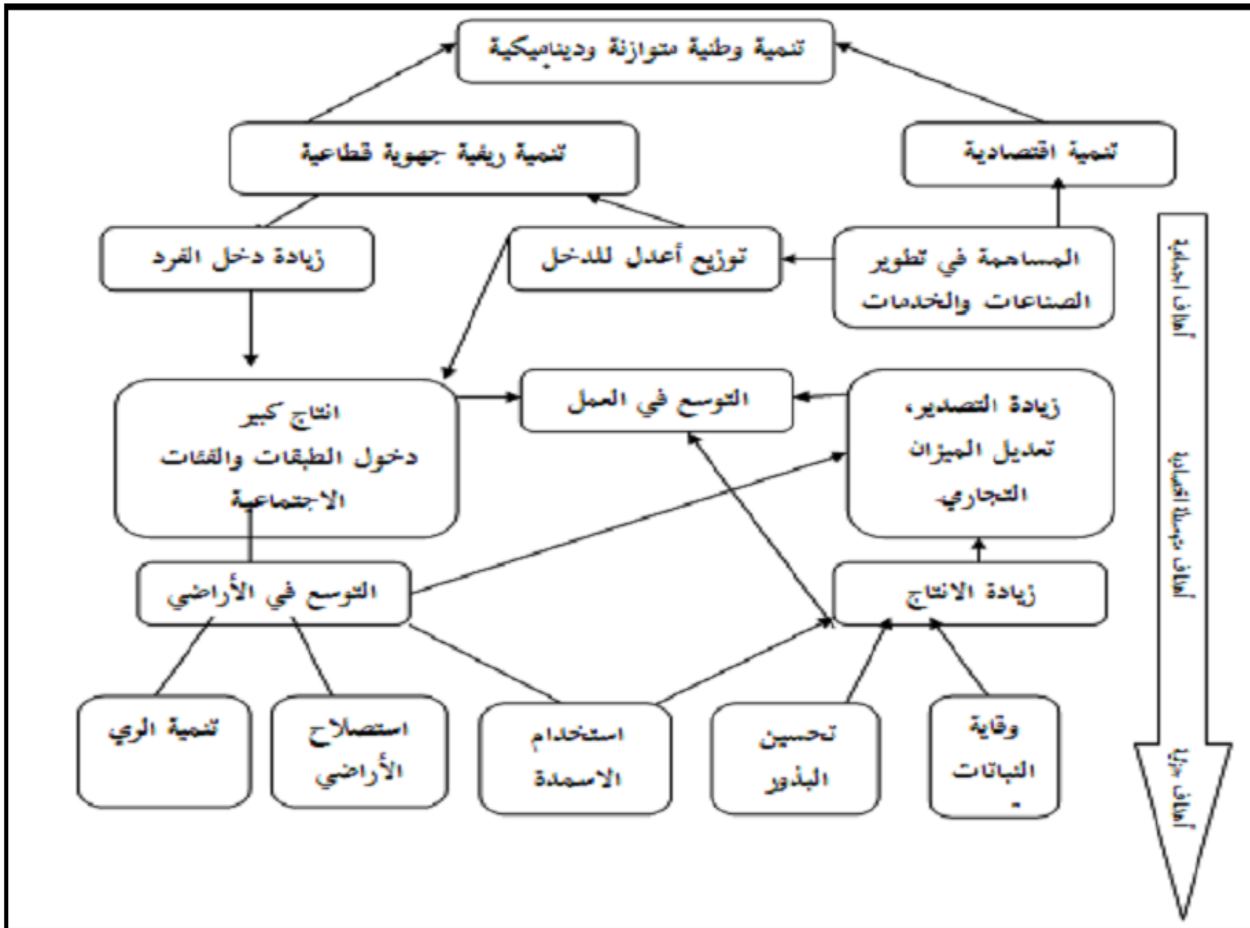 تنمية وطنية متوازنة وديناميكية
تنمية اقتصادية
تنمية ريفية جهوية قطاعية
المساهمة في تطوير
الصناعات والخدمات
توزيع أعدل للدخل
زيادة دخل الفرد
زيادة التصدير،
تعديل الميزان
التجاري.
التوسع في العمل
انتاج كبير
دخول الطبقات والفئات
الاجتماعية
زيادة الانتاج
التوسع في الأراضي
وقاية
النباتات
تحسين
البذور
استخدام
الاسمدة
استصلاح
الأراضي
تنمية الري
أهداف اجماعية
أهداف متوسطة اقتصادية
أهداف جزئية